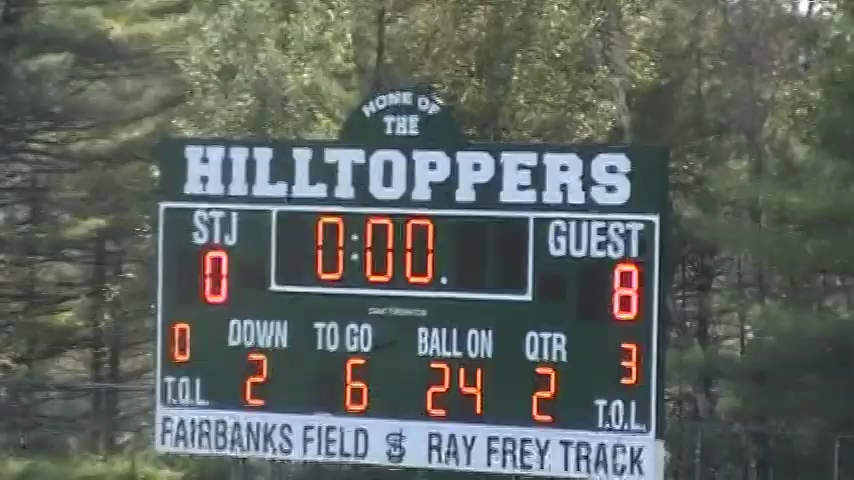 HOME OF
THE
HILLTOPPERS
STJ 0:00. GUEST
0 8
DOWN TO GO BALL ON QTR
0 2 6 24 2 3
T.O.L. T.O.L.
FAIRBANKS FIELD RAY FREY TRACK